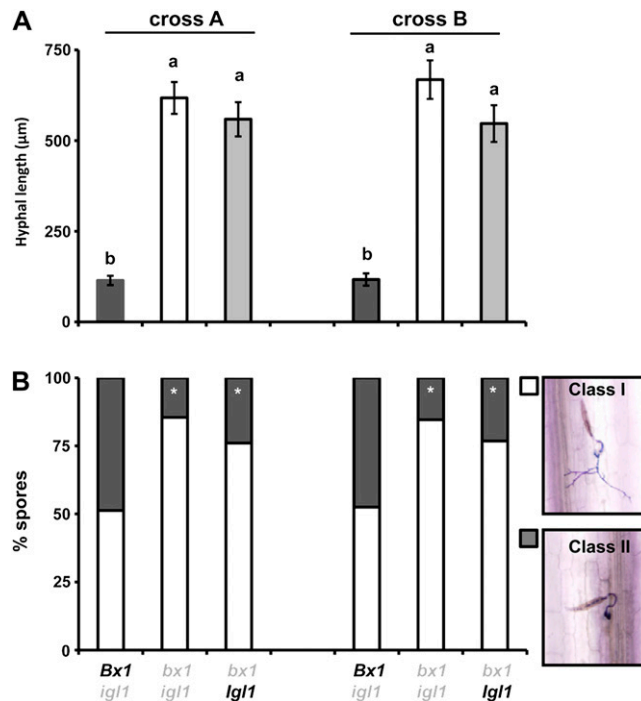 A
cross A
cross B
Hyphal length (µm)
750
500
250
0
b
a
a
b
a
a
B
% spores
100
75
50
25
0
*
*
*
*
Class I
Class II
Bx1
igl1
bx1
igl1
bx1
Igl1
Bx1
igl1
bx1
igl1
bx1
Igl1